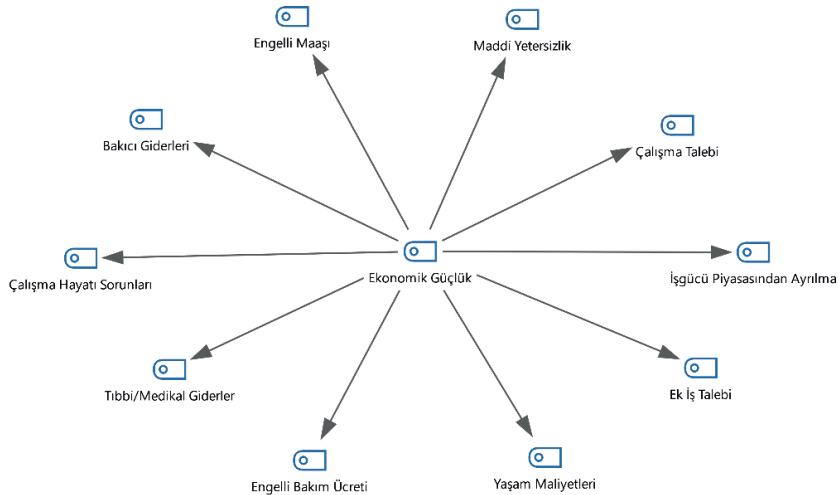 Engelli Maaşı
Maddi Yetersizlik
Bakıcı Giderleri
Çalışma Talebi
Çalışma Hayatı Sorunları
Ekonomik Güçlük
İşgücü Piyasasından Ayrılma
Tıbbi/Medikal Giderler
Ek İş Talebi
Engelli Bakım Ücreti
Yaşam Maliyetleri